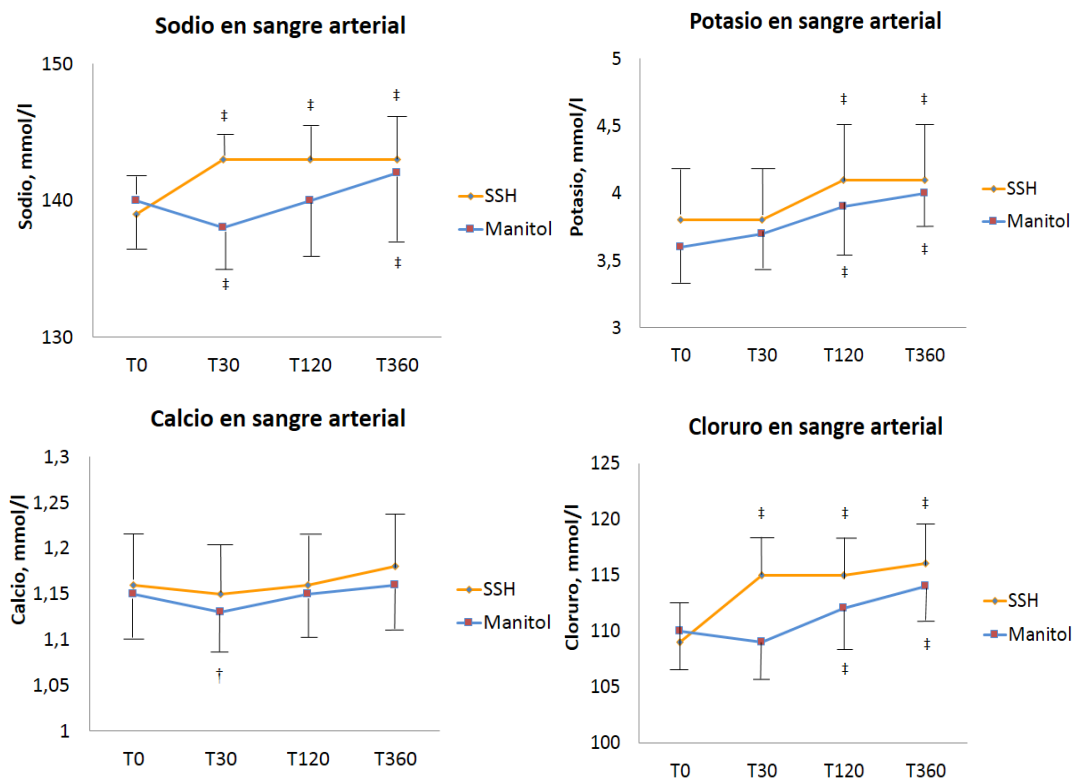 Sodio en sangre arterial
Sodio, mmol/l
150
140
130
‡
‡
‡
‡
‡
T0 T30 T120 T360
SSH
Manitol
Potasio en sangre arterial
Potasio, mmol/l
5
4,5
4
3,5
3
‡
‡
‡
‡
T0 T30 T120 T360
SSH
Manitol
Calcio en sangre arterial
Calcio, mmol/l
1,3
1,25
1,2
1,15
1,1
1,05
1
†
T0 T30 T120 T360
SSH
Manitol
Cloruro en sangre arterial
Cloruro, mmol/l
125
120
115
110
105
100
‡
‡
‡
‡
‡
T0 T30 T120 T360
SSH
Manitol